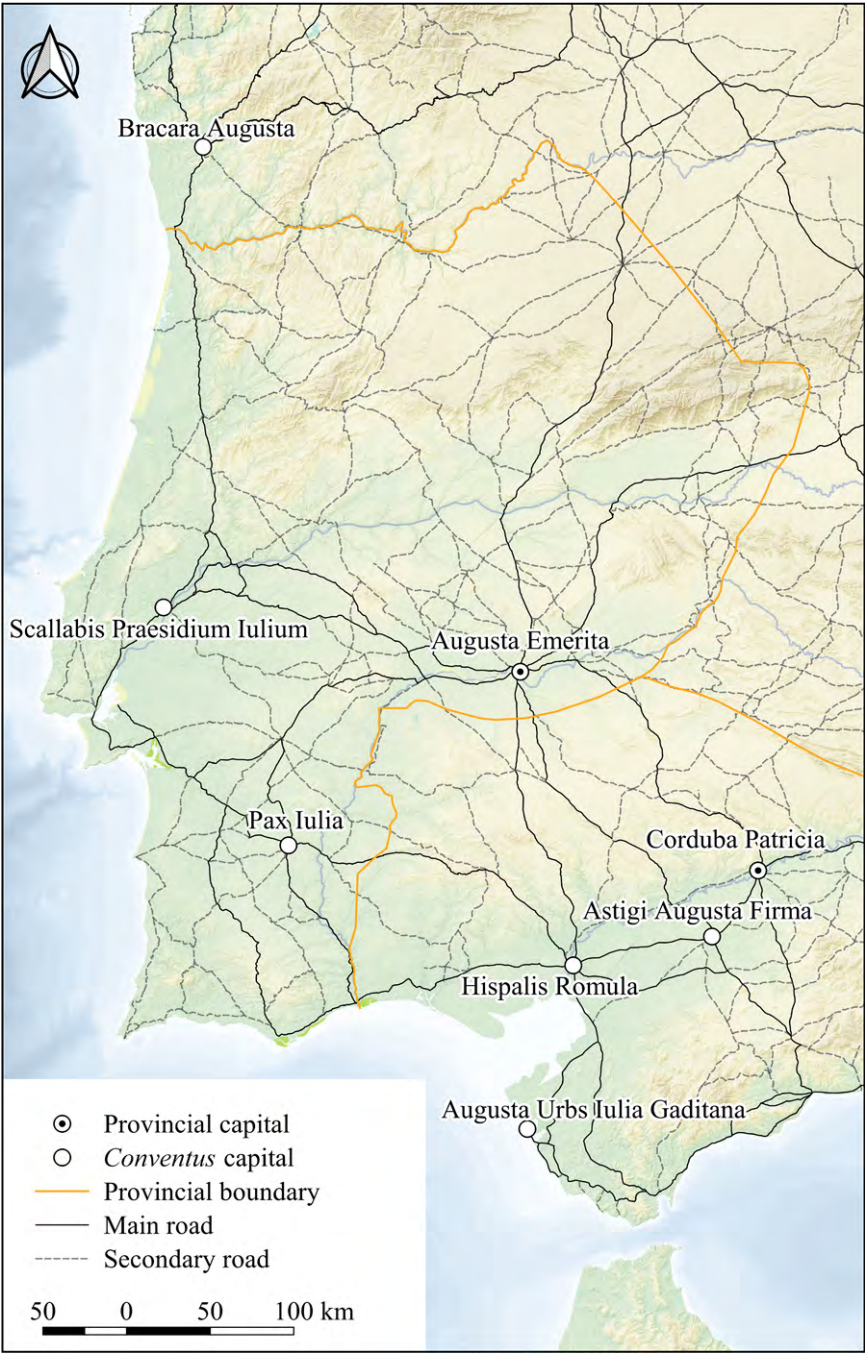 Bracara Augusta
Scallabis Praesidium Iulium
Augusta Emerita
Pax Iulia
Corduba Patricia
Astigi Augusta Firma
Hispalis Romula
Augusta Urbs Iulia Gaditana
Provincial capital
Conventus capital
Provincial boundary
Main road
Secondary road
50 0 50 100 km